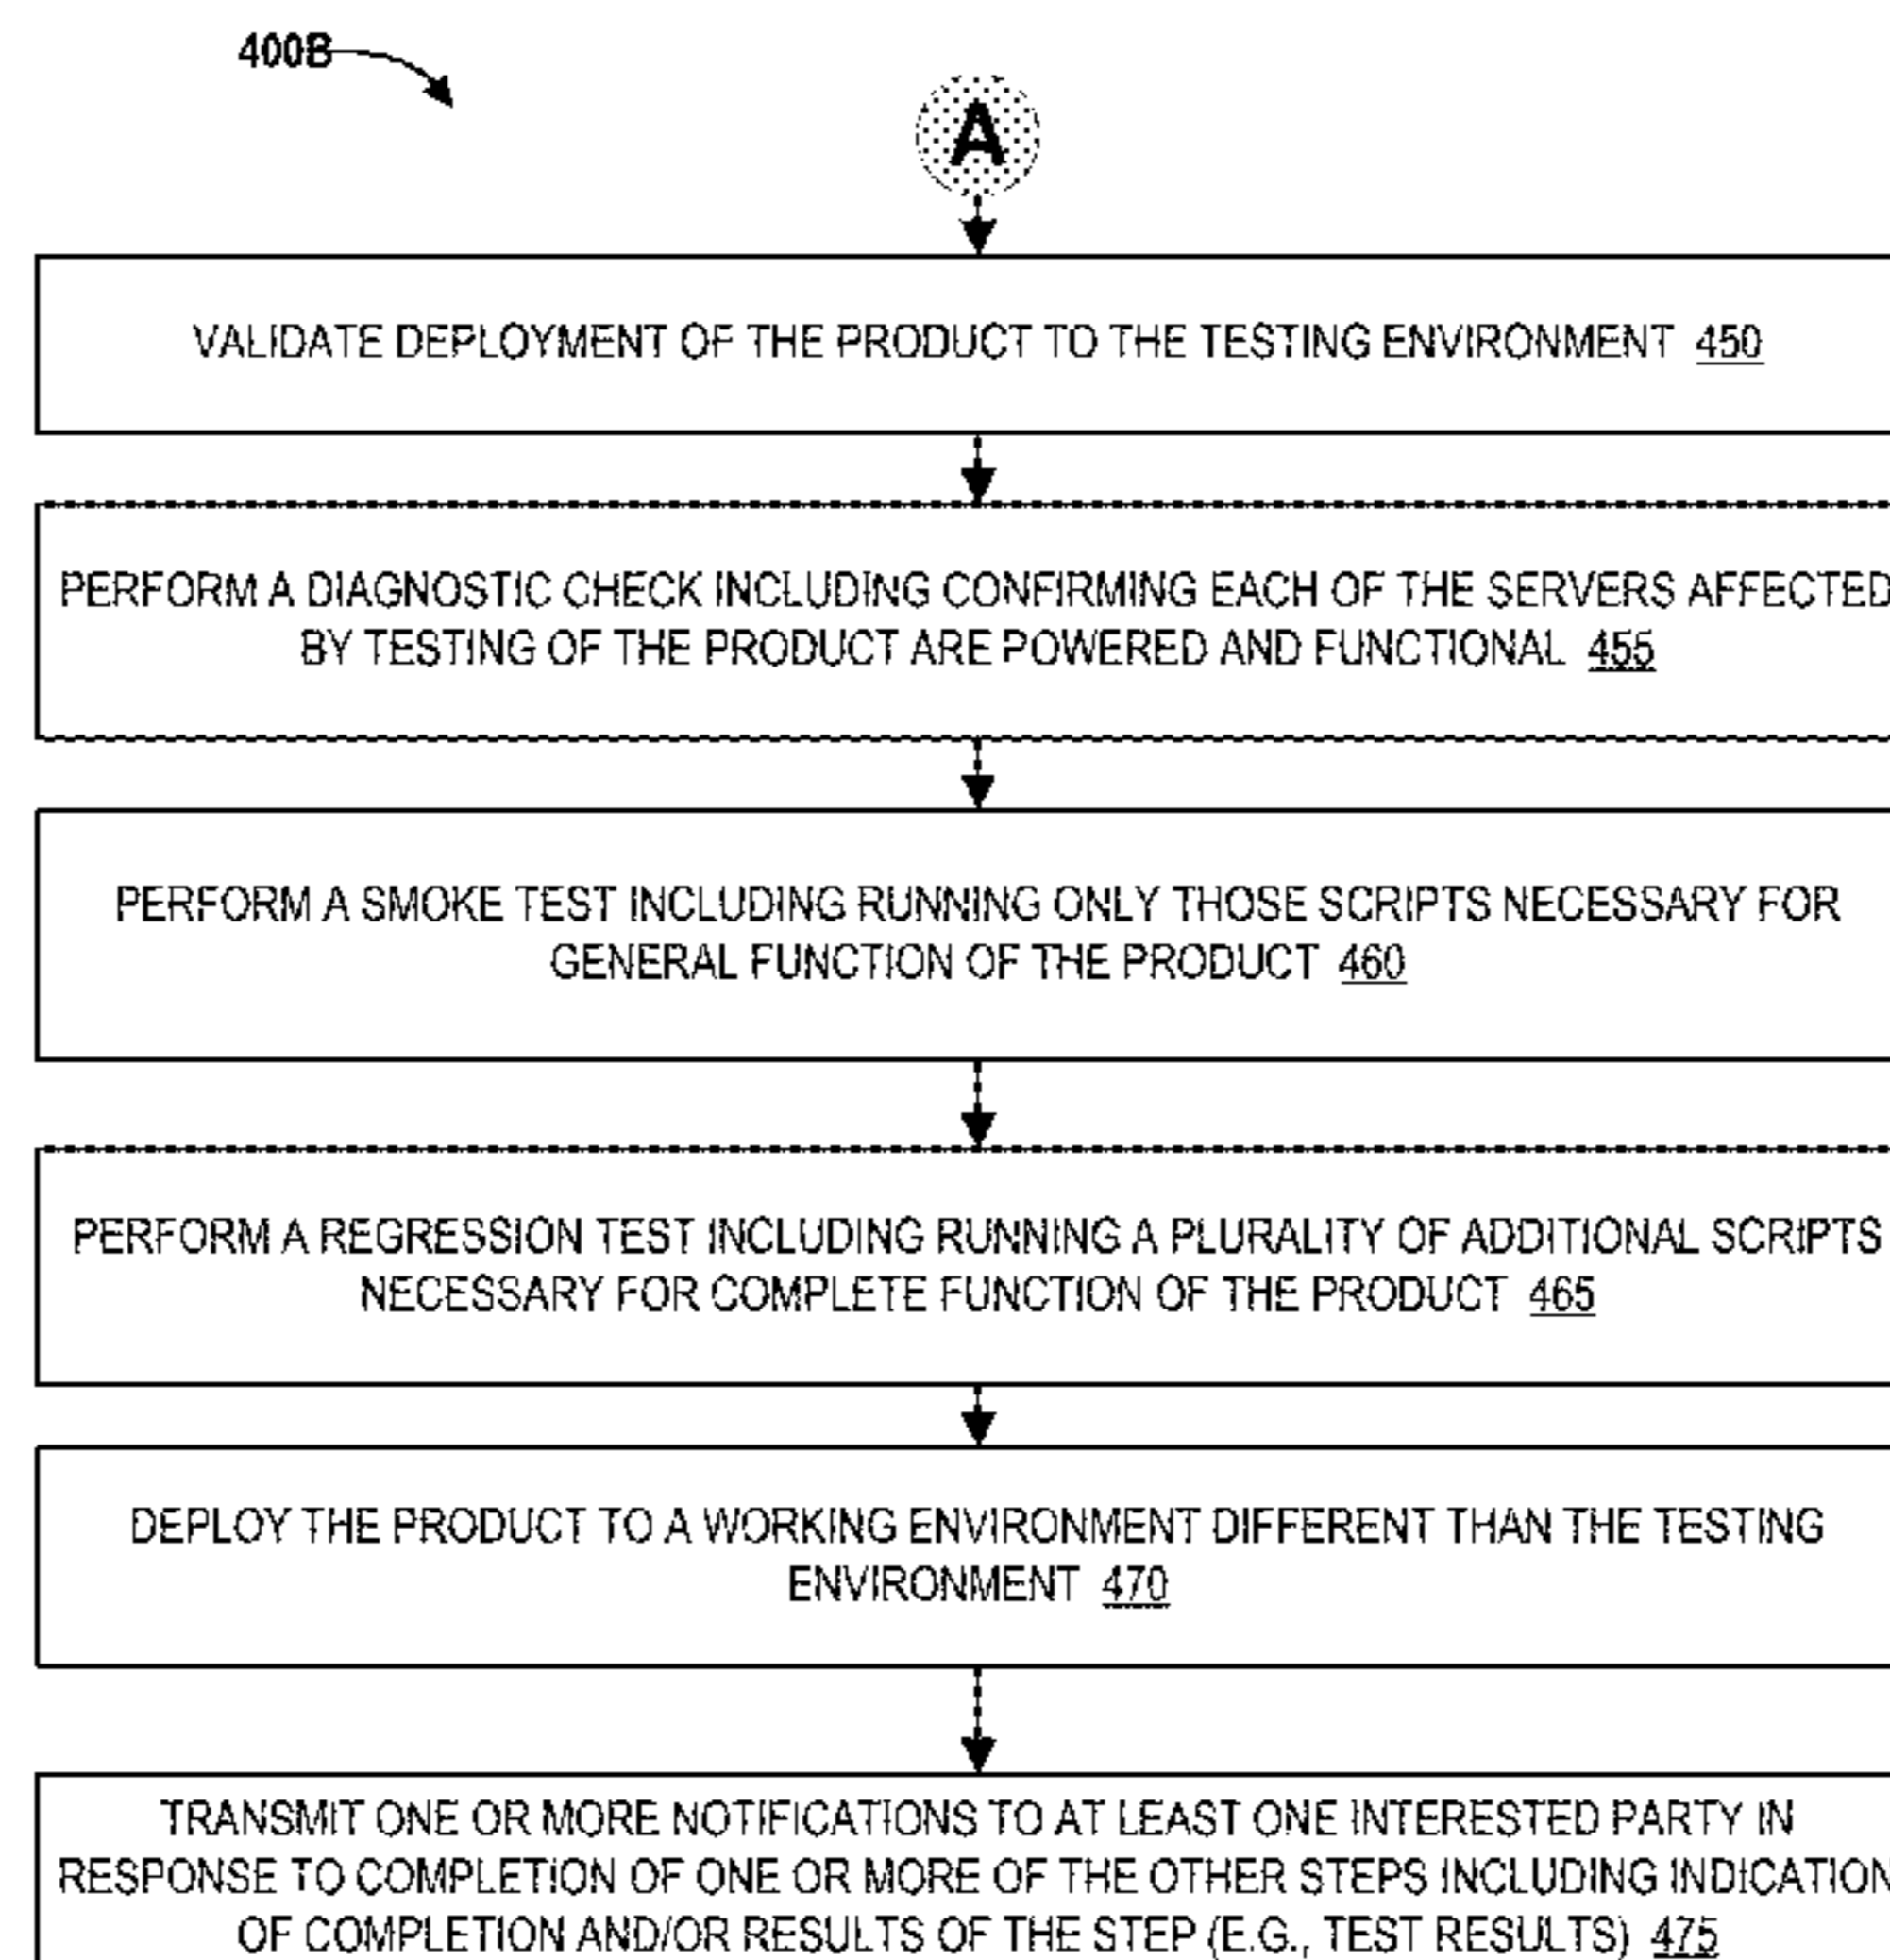 400B
A
VALIDATE DEPLOYMENT OF THE PRODUCT TO THE TESTING ENVIRONMENT 450
PERFORM A DIAGNOSTIC CHECK INCLUDING CONFIRMING EACH OF THE SERVERS AFFECTED
BY TESTING OF THE PRODUCT ARE POWERED AND FUNCTIONAL 455
PERFORM A SMOKE TEST INCLUDING RUNNING ONLY THOSE SCRIPTS NECESSARY FOR
GENERAL FUNCTION OF THE PRODUCT 460
PERFORM A REGRESSION TEST INCLUDING RUNNING A PLURALITY OF ADDITIONAL SCRIPTS
NECESSARY FOR COMPLETE FUNCTION OF THE PRODUCT 465
DEPLOY THE PRODUCT TO A WORKING ENVIRONMENT DIFFERENT THAN THE TESTING
ENVIRONMENT 470
TRANSMIT ONE OR MORE NOTIFICATIONS TO AT LEAST ONE INTERESTED PARTY IN
RESPONSE TO COMPLETION OF ONE OR MORE OF THE OTHER STEPS INCLUDING INDICATION
OF COMPLETION AND/OR RESULTS OF THE STEP (E.G., TEST RESULTS) 475